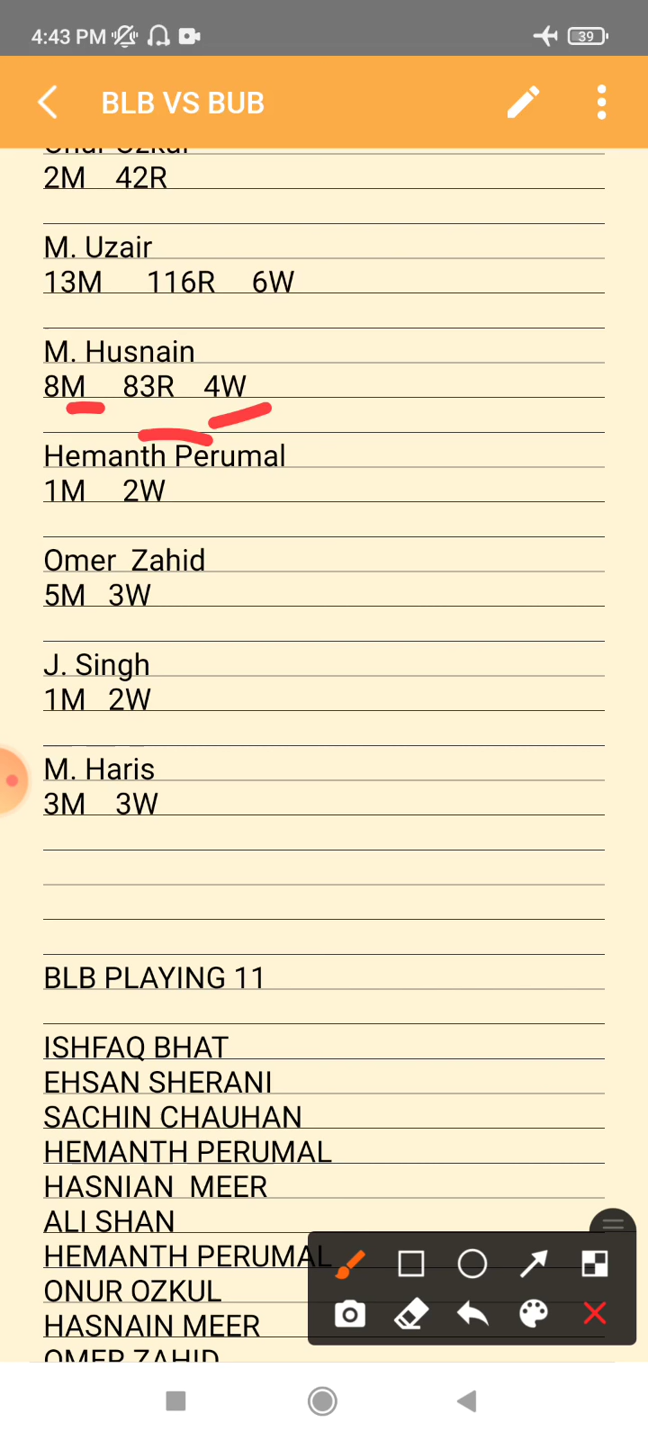 4:43 PM
39
BLB VS BUB
2M 42R
M. Uzair
13M 116R 6W
M. Husnain
8M 83R 4W
Hemanth Perumal
1M 2W
Omer Zahid
5M 3W
J. Singh
1M 2W
M. Haris
3M 3W
BLB PLAYING 11
ISHFAQ BHAT
EHSAN SHERANI
SACHIN CHAUHAN
HEMANTH PERUMAL
HASNIAN MEER
ALI SHAN
HEMANTH PERUMAL
ONUR OZKUL
HASNAIN MEER
OMER ZAHID